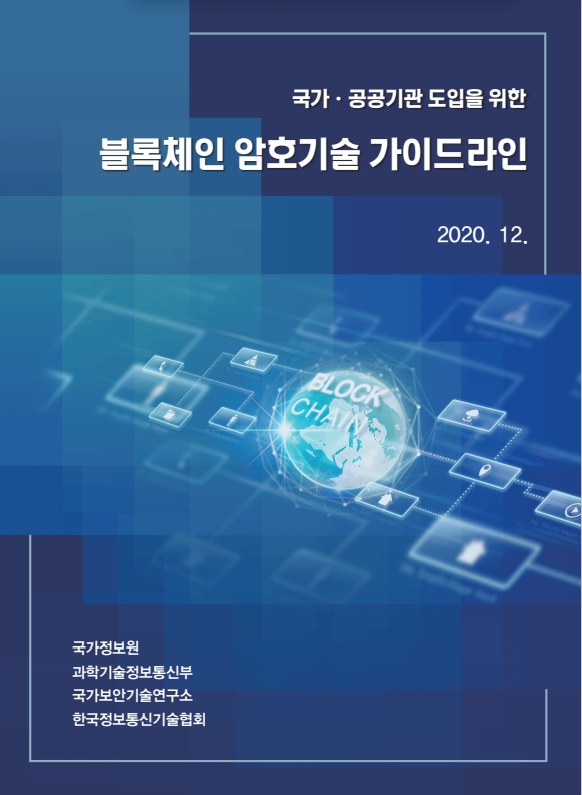 국가 · 공공기관 도입을 위한
블록체인 암호기술 가이드라인
2020. 12.
BLOCK
CHAIN
국가정보원
과학기술정보통신부
국가보안기술연구소
한국정보통신기술협회